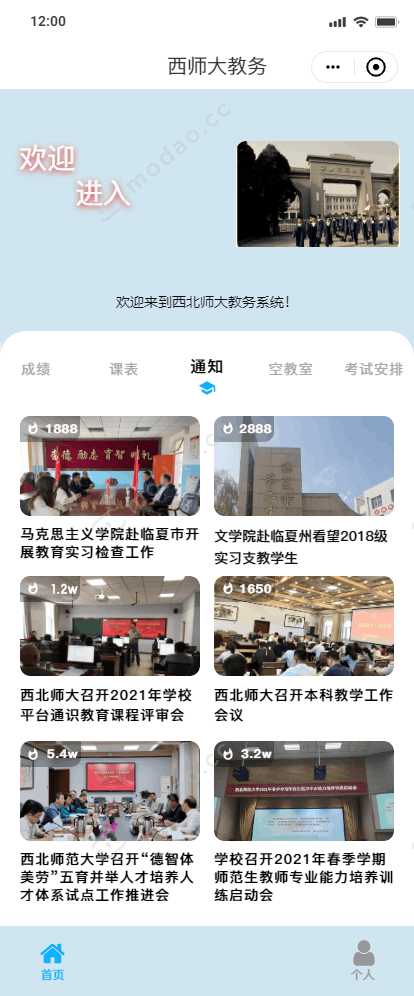 12:00
西师大教务
欢迎
进入
modao.cc
欢迎来到西北师大教务系统！
成绩
课表
通知
空教室
考试安排
1888
2888
马克思主义学院赴临夏市开
展教育实习检查工作
文学院赴临夏州看望2018级
实习支教学生
1.2w
1650
西北师大召开2021年学校
平台通识教育课程评审会
西北师大召开本科教学工作
会议
5.4w
3.2w
西北师范大学召开“德智体
美劳”五育并举人才培养人
才体系试点工作推进会
学校召开2021年春季学期
师范生教师专业能力培养训
练启动会
首页
个人